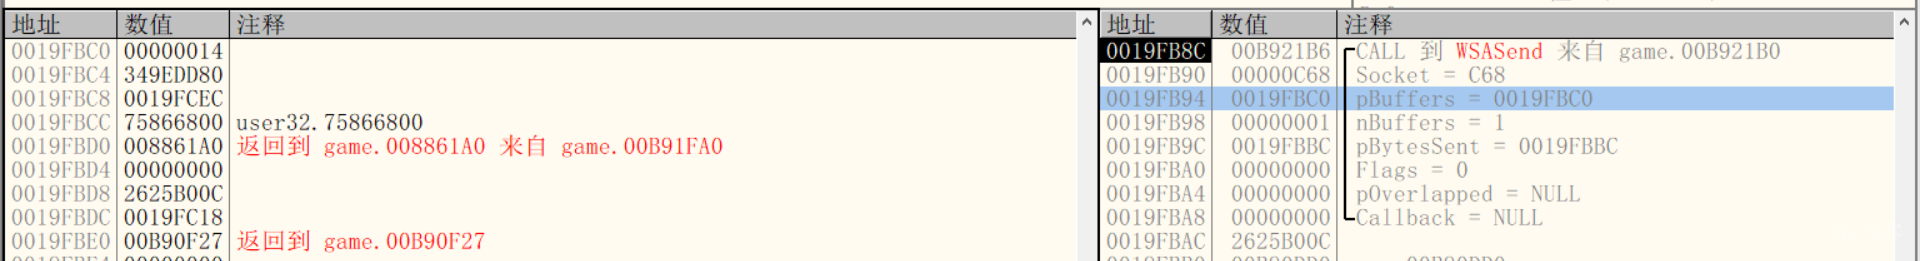 地址 数值 注释
0019FBC0 00000014
0019FBC4 349EDD80
0019FBC8 0019FCEC
0019FBCC 75866800 user32.75866800
0019FBD0 008861A0 返回到 game.008861A0 来自 game.00B91FA0
0019FBD4 00000000
0019FBD8 2625B00C
0019FBDC 0019FC18
0019FBE0 00B90F27 返回到 game.00B90F27
地址 数值 注释
0019FB8C 00B921B6 CALL 到 WSASend 来自 game.00B921B0
0019FB90 00000C68 Socket = C68
0019FB94 0019FBC0 pBuffers = 0019FBC0
0019FB98 00000001 nBuffers = 1
0019FB9C 0019FBBC pBytesSent = 0019FBBC
0019FBA0 00000000 Flags = 0
0019FBA4 00000000 pOverlapped = NULL
0019FBA8 00000000 Callback = NULL
0019FBAC 2625B00C